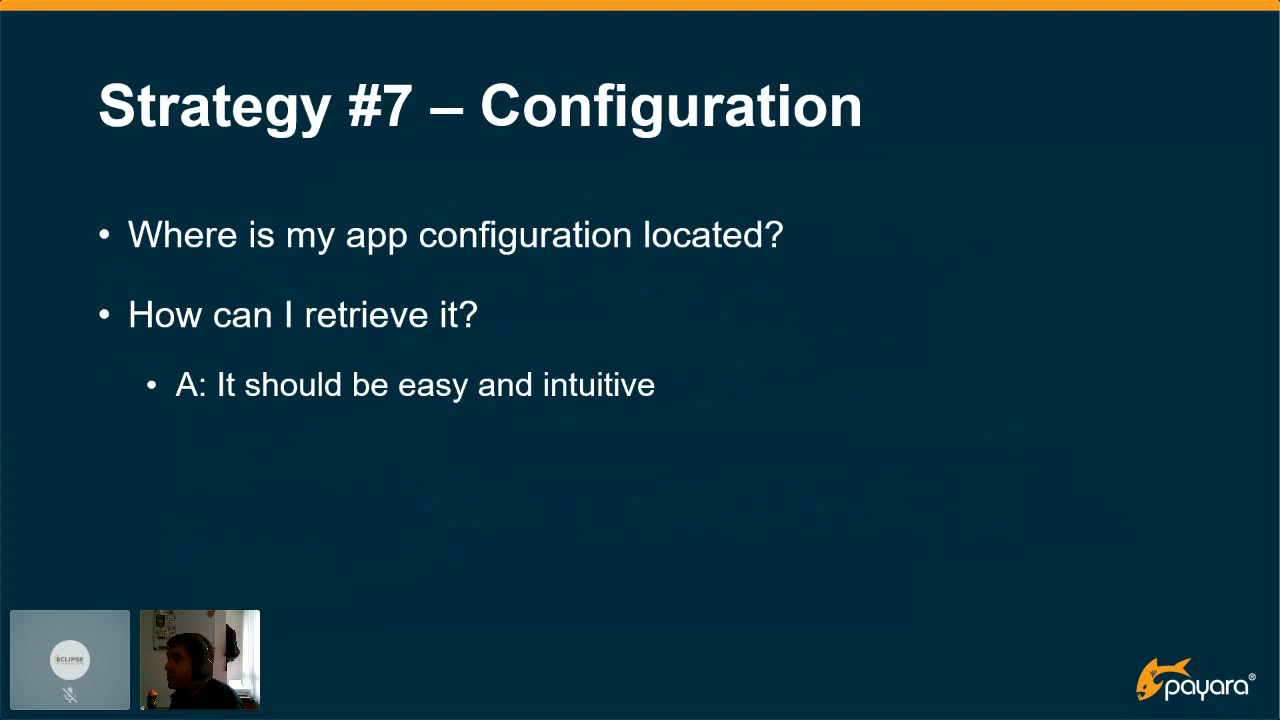 Strategy #7 – Configuration
• Where is my app configuration located?
• How can I retrieve it?
• A: It should be easy and intuitive
ECLIPSE
payara®